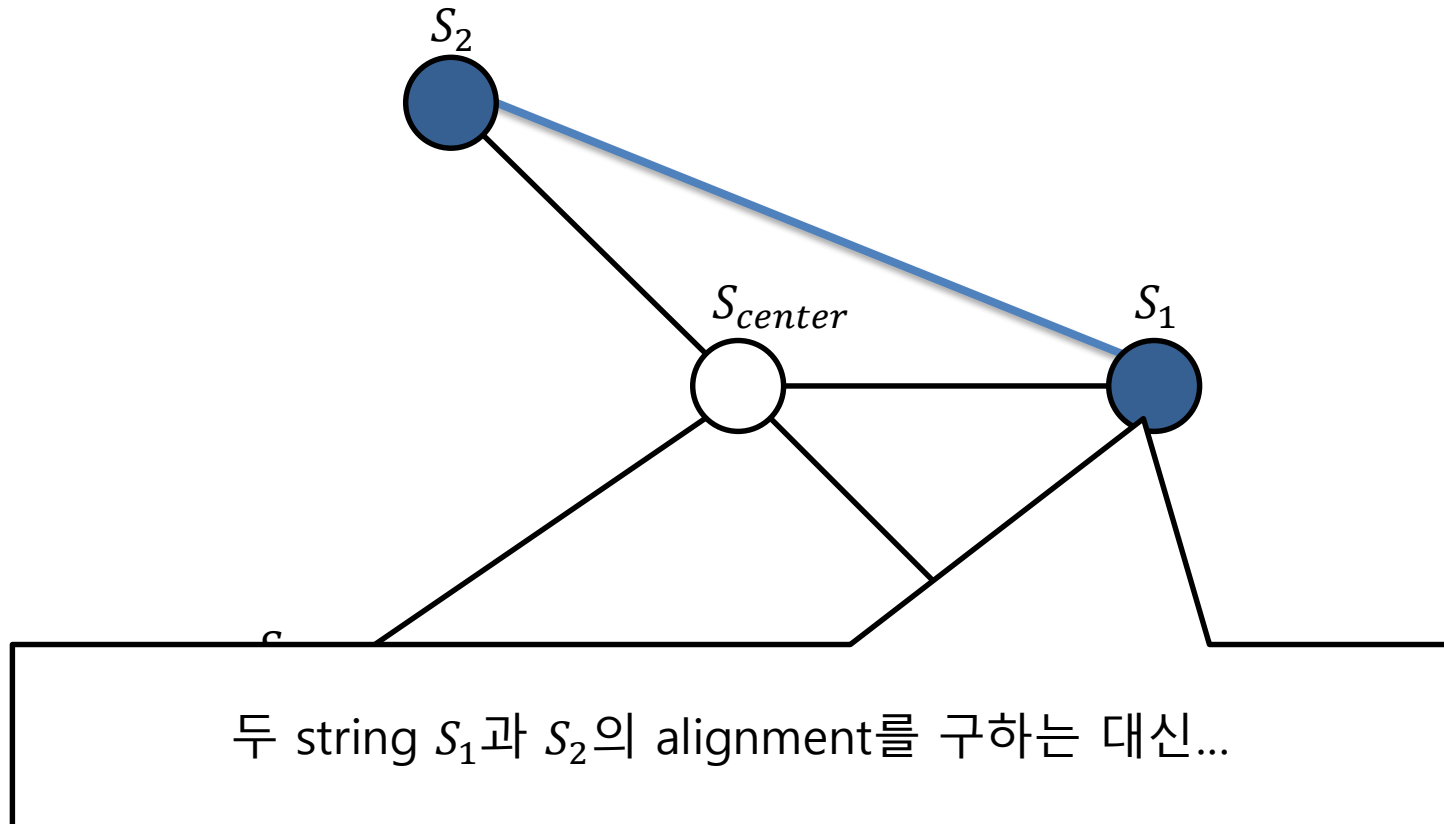 S₂
S_center
S₁
두 string S₁과 S₂의 alignment를 구하는 대신...